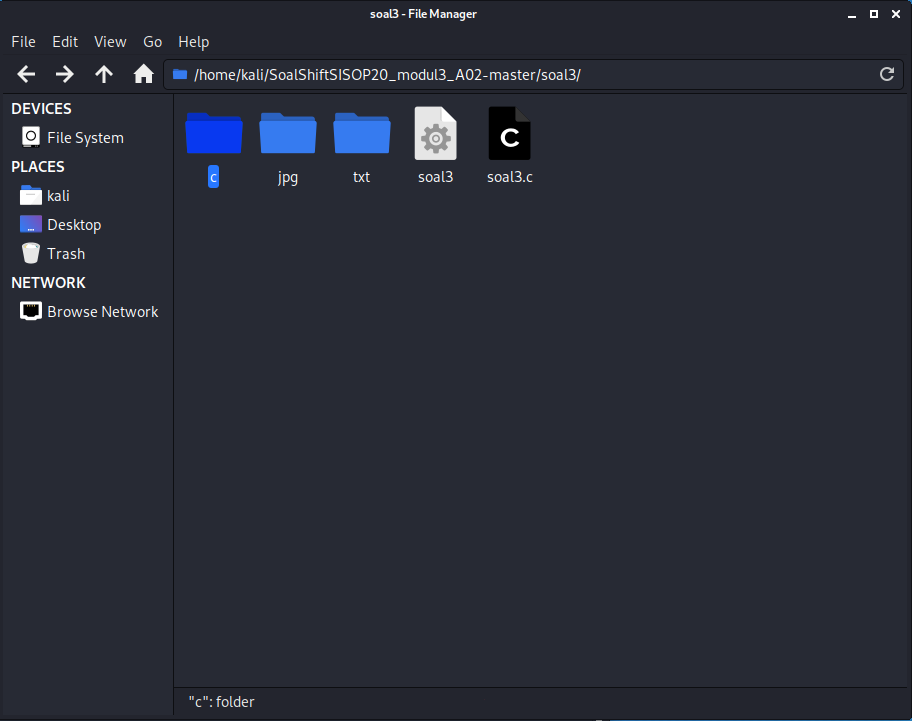 soal3 - File Manager
File Edit View Go Help
/home/kali/SoalShiftSISOP20_modul3_A02-master/soal3/
DEVICES
File System
PLACES
kali
Desktop
Trash
NETWORK
Browse Network
c jpg txt soal3 soal3.c
C
"c": folder